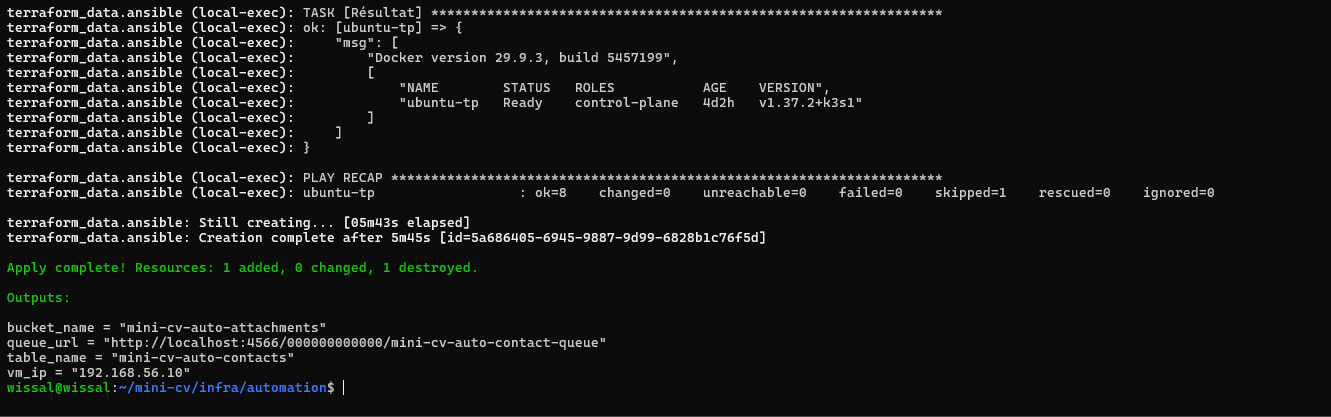 terraform_data.ansible (local-exec): TASK [Résultat] ****************************************************************
terraform_data.ansible (local-exec): ok: [ubuntu-tp] => {
terraform_data.ansible (local-exec):     "msg": [
terraform_data.ansible (local-exec):         "Docker version 29.9.3, build 5457199",
terraform_data.ansible (local-exec):         [
terraform_data.ansible (local-exec):             "NAME        STATUS   ROLES           AGE    VERSION",
terraform_data.ansible (local-exec):             "ubuntu-tp   Ready    control-plane   4d2h   v1.37.2+k3s1"
terraform_data.ansible (local-exec):         ]
terraform_data.ansible (local-exec):     ]
terraform_data.ansible (local-exec): }
terraform_data.ansible (local-exec): PLAY RECAP *********************************************************************
terraform_data.ansible (local-exec): ubuntu-tp                  : ok=8    changed=0    unreachable=0    failed=0    skipped=1    rescued=0    ignored=0
terraform_data.ansible: Still creating... [05m43s elapsed]
terraform_data.ansible: Creation complete after 5m45s [id=5a686405-6945-9887-9d99-6828b1c76f5d]
Apply complete! Resources: 1 added, 0 changed, 1 destroyed.
Outputs:
bucket_name = "mini-cv-auto-attachments"
queue_url = "http://localhost:4566/000000000000/mini-cv-auto-contact-queue"
table_name = "mini-cv-auto-contacts"
vm_ip = "192.168.56.10"
wissal@wissal:~/mini-cv/infra/automation$